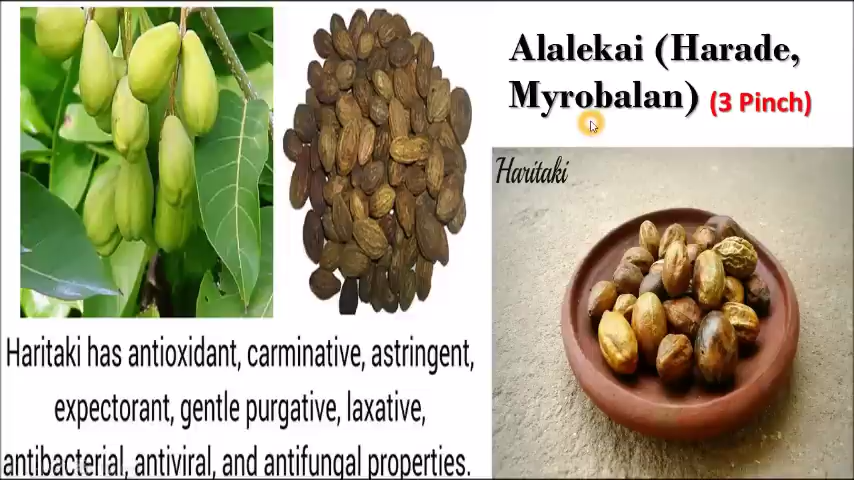 Alalekai (Harade,
Myrobalan) (3 Pinch)
Haritaki
Haritaki has antioxidant, carminative, astringent,
expectorant, gentle purgative, laxative,
antibacterial, antiviral, and antifungal properties.